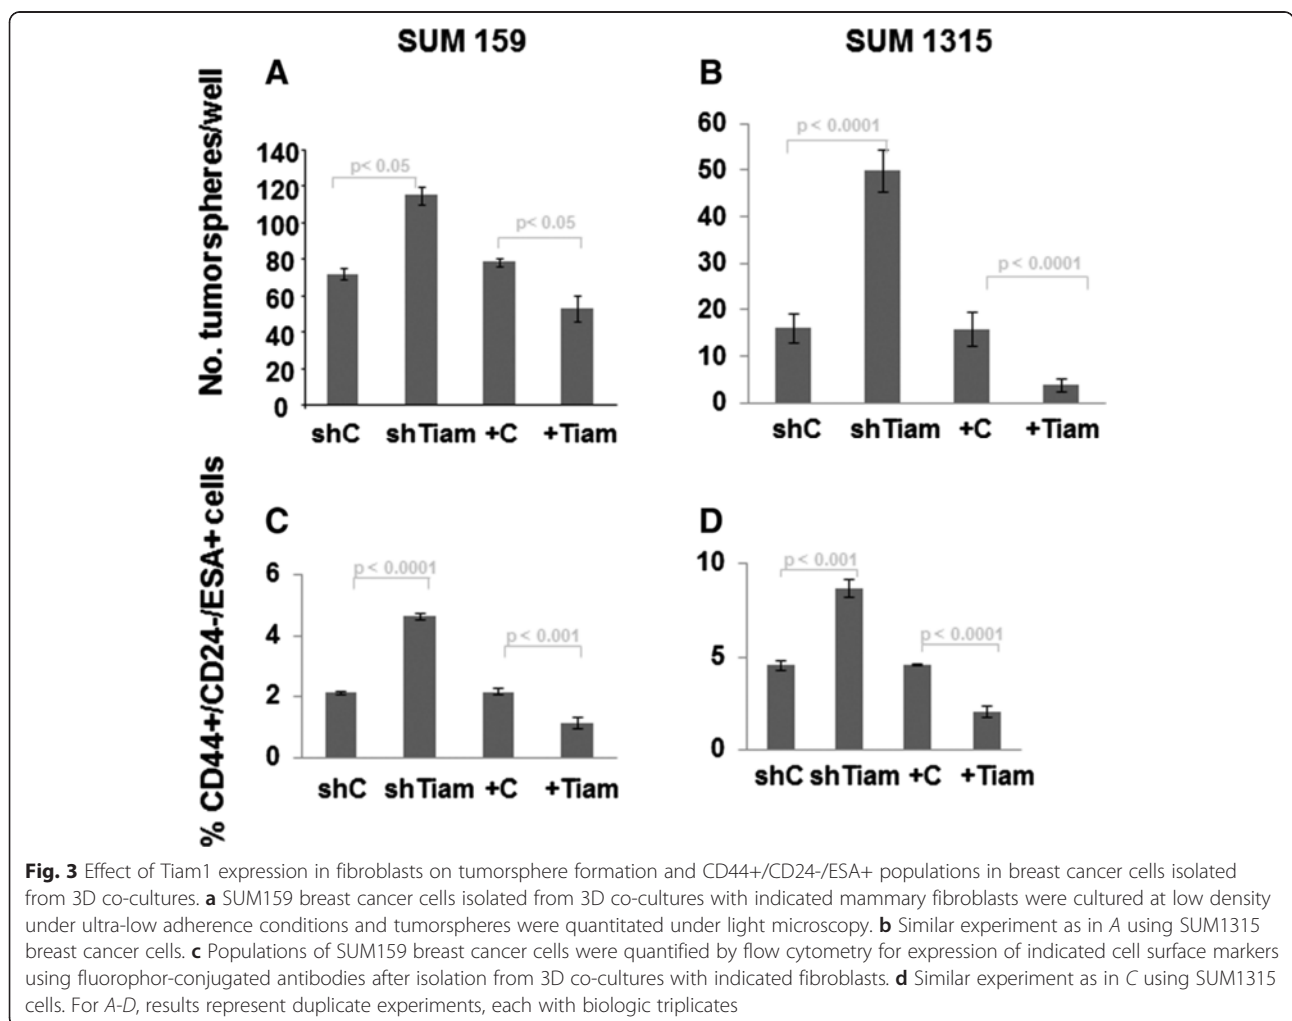 SUM 159
SUM 1315
A
B
No. tumorspheres/well
140
120
100
80
60
40
20
0
p< 0.05
p< 0.05
shC shTiam +C +Tiam
60
50
40
30
20
10
0
p < 0.0001
p < 0.0001
shC shTiam +C +Tiam
C
D
% CD44+/CD24-/ESA+ cells
6
4
2
0
p < 0.0001
p < 0.001
shC shTiam +C +Tiam
10
5
0
p < 0.001
p < 0.0001
shC shTiam +C +Tiam
Fig. 3 Effect of Tiam1 expression in fibroblasts on tumorsphere formation and CD44+/CD24-/ESA+ populations in breast cancer cells isolated
from 3D co-cultures. a SUM159 breast cancer cells isolated from 3D co-cultures with indicated mammary fibroblasts were cultured at low density
under ultra-low adherence conditions and tumorspheres were quantitated under light microscopy. b Similar experiment as in A using SUM1315
breast cancer cells. c Populations of SUM159 breast cancer cells were quantified by flow cytometry for expression of indicated cell surface markers
using fluorophor-conjugated antibodies after isolation from 3D co-cultures with indicated fibroblasts. d Similar experiment as in C using SUM1315
cells. For A-D, results represent duplicate experiments, each with biologic triplicates